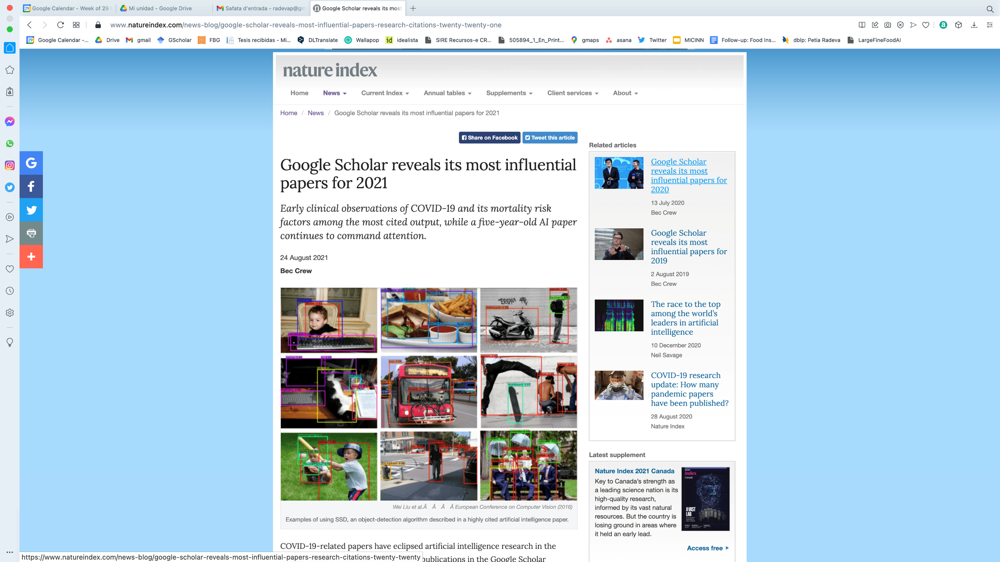 Google Calendar - Week of 29
Mi unidad - Google Drive
Safata d'entrada - radevap@gm
Google Scholar reveals its most
www.natureindex.com/news-blog/google-scholar-reveals-most-influential-papers-research-citations-twenty-twenty-one
Google Calendar -...
Drive
gmail
GScholar
FBG
Tesis recibidas - Mi...
DLTranslate
Wallapop
idealista
SIRE Recursos-e CR...
505894_1_En_Print...
gmaps
asana
Twitter
MICINN
Follow-up: Food Ins...
dblp: Petia Radeva
LargeFineFoodAI
nature index
Home
News
Current Index
Annual tables
Supplements
Client services
About
Home / News / Google Scholar reveals its most influential papers for 2021
Share on Facebook
Tweet this article
Google Scholar reveals its most influential
papers for 2021
Early clinical observations of COVID-19 and its mortality risk
factors among the most cited output, while a five-year-old AI paper
continues to command attention.
24 August 2021
Bec Crew
Wei Liu et al.Ã Â Ã Â European Conference on Computer Vision (2016)
Examples of using SSD, an object-detection algorithm described in a highly cited artificial intelligence paper.
COVID-19-related papers have eclipsed artificial intelligence research in the
publications in the Google Scholar
Related articles
Google Scholar
reveals its most
influential papers for
2020
13 July 2020
Bec Crew
Google Scholar
reveals its most
influential papers for
2019
2 August 2019
Bec Crew
The race to the top
among the world's
leaders in artificial
intelligence
10 December 2020
Neil Savage
COVID-19 research
update: How many
pandemic papers
have been published?
28 August 2020
Nature Index
Latest supplement
Nature Index 2021 Canada
Key to Canada's strength as
a leading science nation is its
high-quality research,
informed by its vast natural
resources. But the country is
losing ground in areas where
it held an early lead.
index
Canada
A VAST
LAB
Access free
https://www.natureindex.com/news-blog/google-scholar-reveals-most-influential-papers-research-citations-twenty-twenty